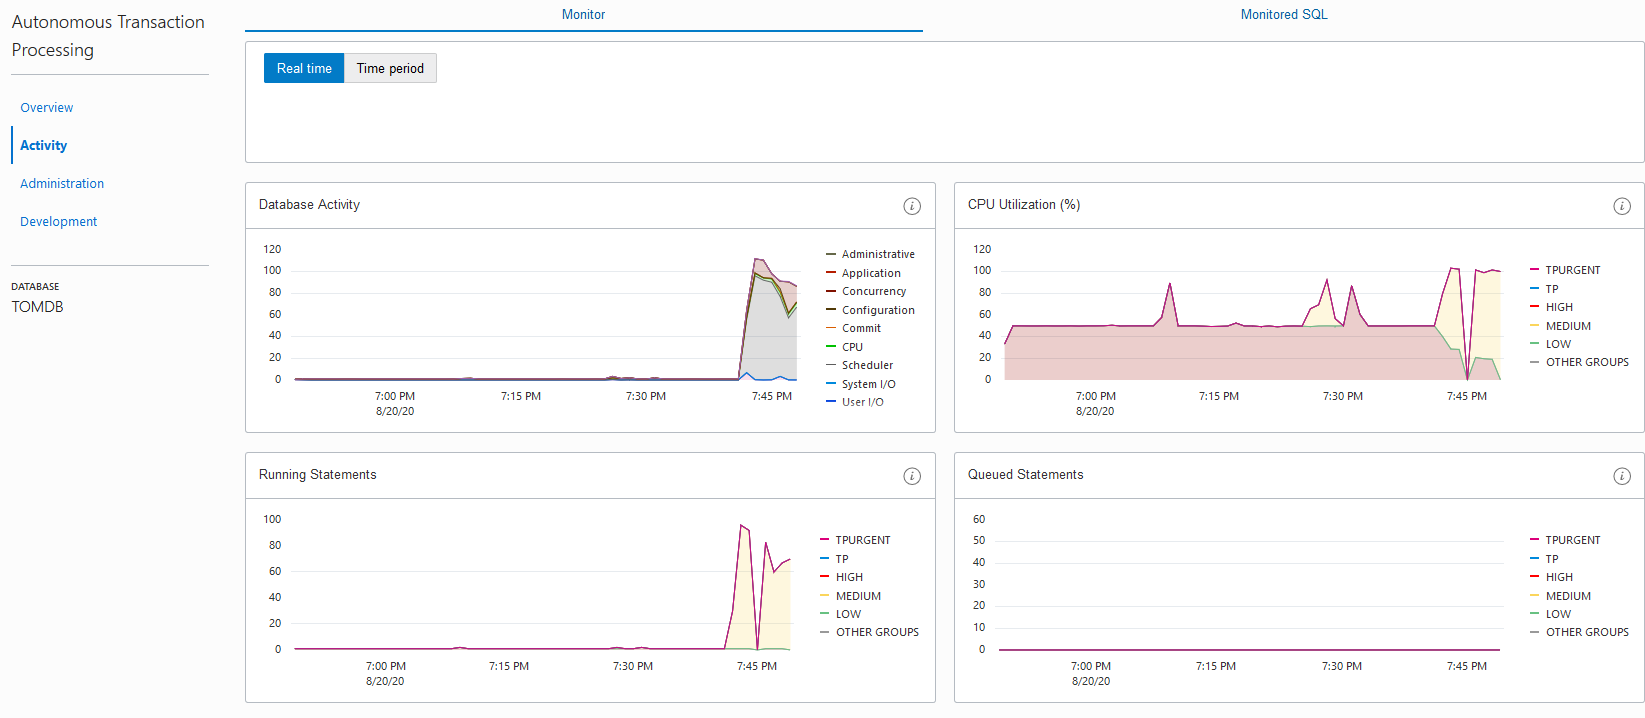 Autonomous Transaction
Processing
Overview
Activity
Administration
Development
DATABASE
TOMDB
Monitor
Monitored SQL
Real time
Time period
Database Activity
i
120
100
80
60
40
20
0
7:00 PM
7:15 PM
7:30 PM
7:45 PM
8/20/20
Administrative
Application
Concurrency
Configuration
Commit
CPU
Scheduler
System I/O
User I/O
CPU Utilization (%)
i
120
100
80
60
40
20
0
7:00 PM
7:15 PM
7:30 PM
7:45 PM
8/20/20
TPURGENT
TP
HIGH
MEDIUM
LOW
OTHER GROUPS
Running Statements
i
100
80
60
40
20
0
7:00 PM
7:15 PM
7:30 PM
7:45 PM
8/20/20
TPURGENT
TP
HIGH
MEDIUM
LOW
OTHER GROUPS
Queued Statements
i
60
50
40
30
20
10
0
7:00 PM
7:15 PM
7:30 PM
7:45 PM
8/20/20
TPURGENT
TP
HIGH
MEDIUM
LOW
OTHER GROUPS